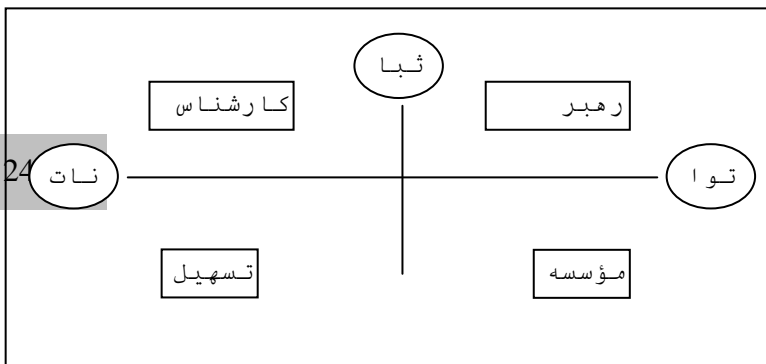 ثبا
رهبر
کارشناس
توا
نات
24
مؤسسه
تسهیل